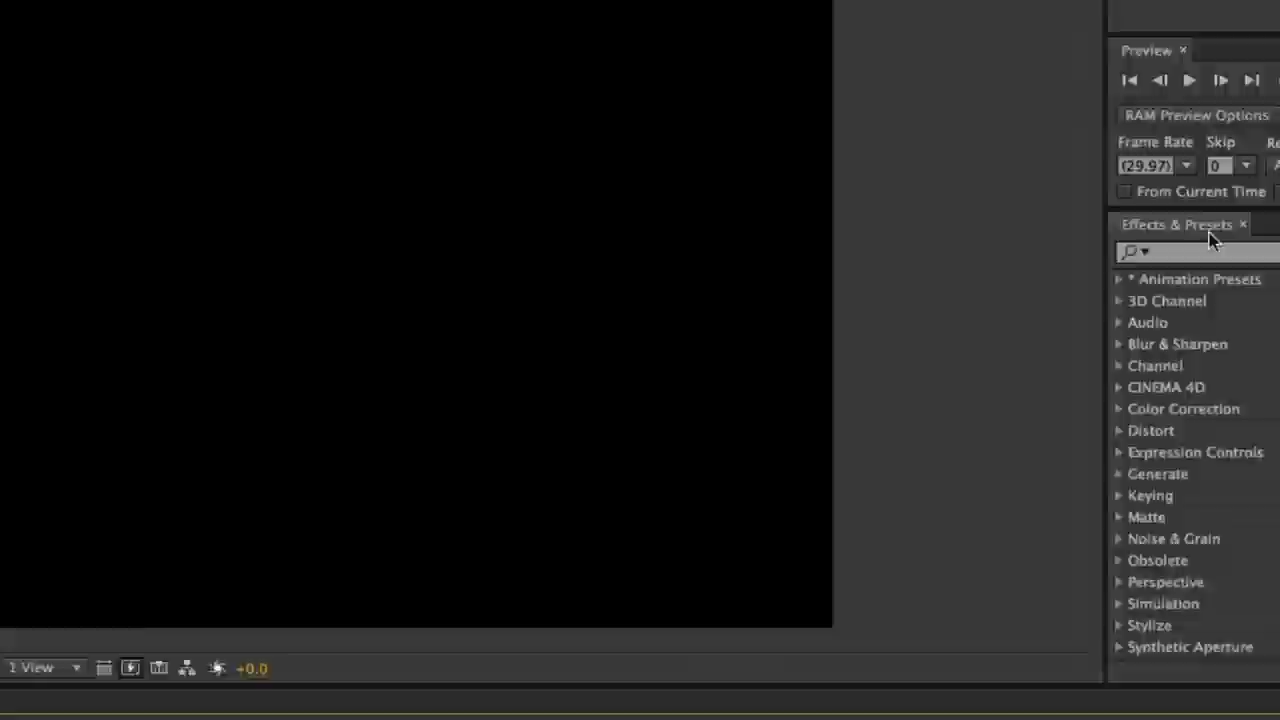 Preview
RAM Preview Options
Frame Rate Skip
(29.97) 0
From Current Time
Effects & Presets
* Animation Presets
3D Channel
Audio
Blur & Sharpen
Channel
CINEMA 4D
Color Correction
Distort
Expression Controls
Generate
Keying
Matte
Noise & Grain
Obsolete
Perspective
Simulation
Stylize
Synthetic Aperture
1 View +0.0